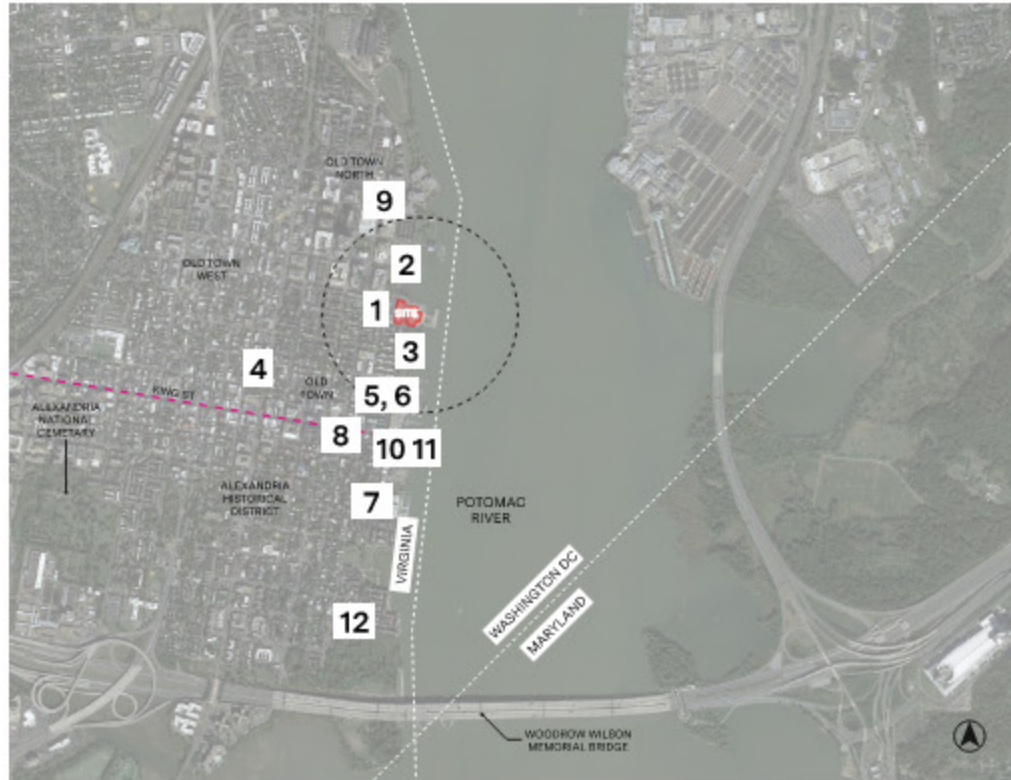 OLD TOWN
NORTH
9
2
OLD TOWN
WEST
1
SITE
3
4
KING ST
OLD
TOWN
5, 6
ALEXANDRIA
NATIONAL
CEMETARY
8
10 11
ALEXANDRIA
HISTORICAL
DISTRICT
7
POTOMAC
RIVER
VIRGINIA
WASHINGTON DC
MARYLAND
12
WOODROW WILSON
MEMORIAL BRIDGE